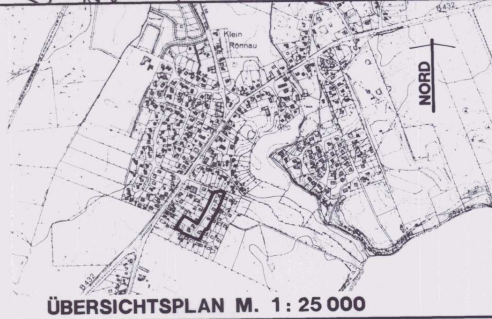 Klein
Rönnau
B432
NORD
B432
ÜBERSICHTSPLAN M. 1:25 000